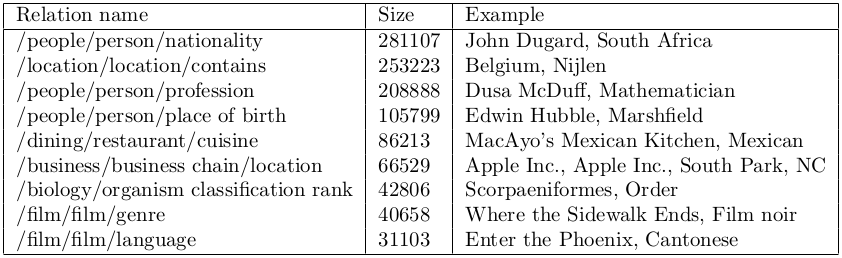 Relation name Size Example
/people/person/nationality 281107 John Dugard, South Africa
/location/location/contains 253223 Belgium, Nijlen
/people/person/profession 208888 Dusa McDuff, Mathematician
/people/person/place of birth 105799 Edwin Hubble, Marshfield
/dining/restaurant/cuisine 86213 MacAyo's Mexican Kitchen, Mexican
/business/business chain/location 66529 Apple Inc., Apple Inc., South Park, NC
/biology/organism classification rank 42806 Scorpaeniformes, Order
/film/film/genre 40658 Where the Sidewalk Ends, Film noir
/film/film/language 31103 Enter the Phoenix, Cantonese